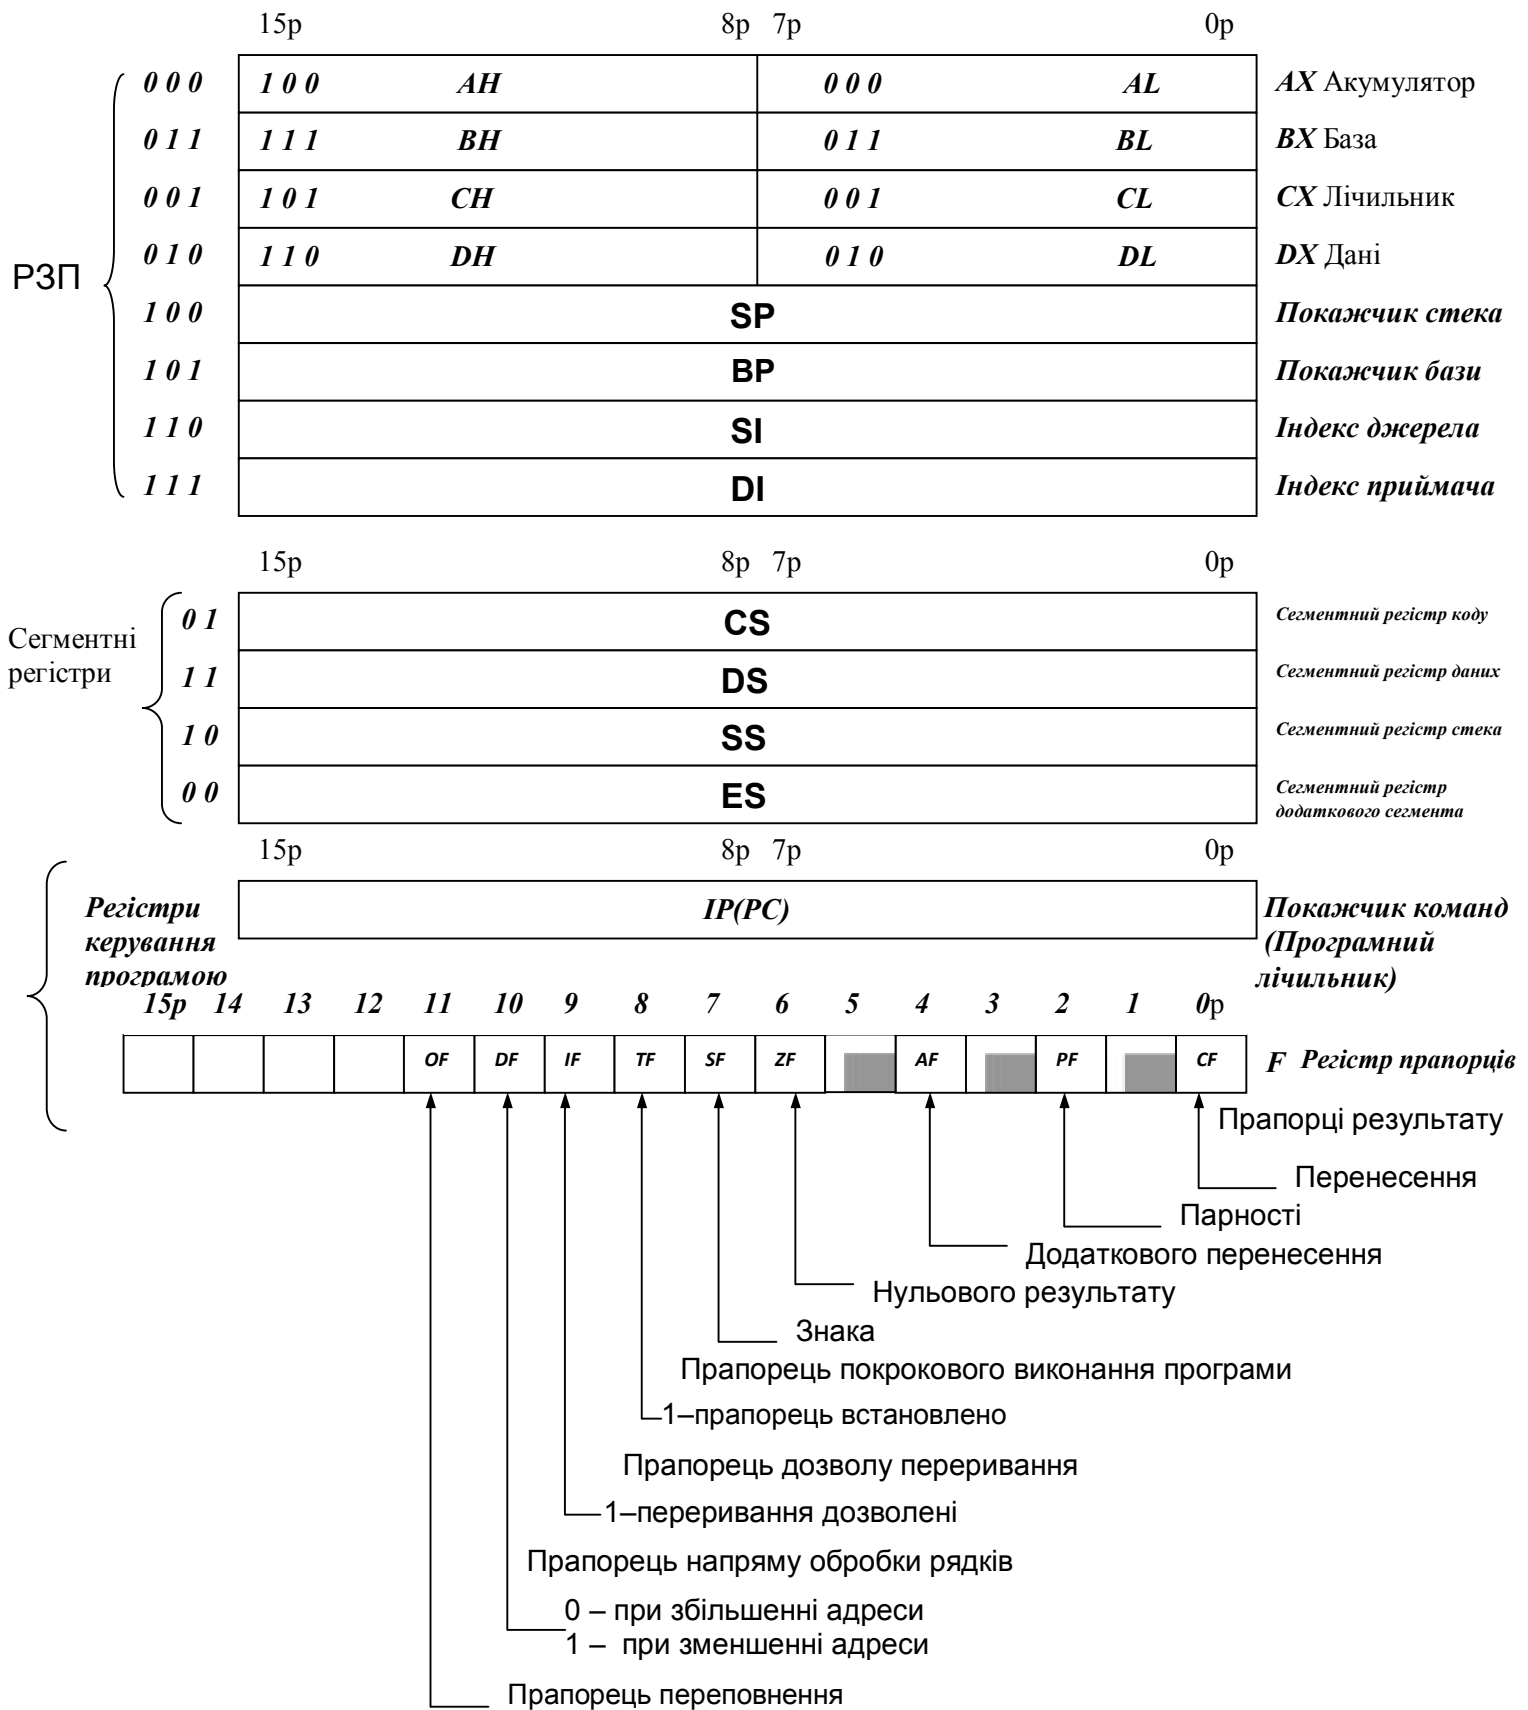 15р 8р 7р 0р
0 0 0 1 0 0 AH 0 0 0 AL AX Акумулятор
0 1 1 1 1 1 BH 0 1 1 BL BX База
0 0 1 1 0 1 CH 0 0 1 CL CX Лічильник
0 1 0 1 1 0 DH 0 1 0 DL DX Дані
РЗП
1 0 0 SP Покажчик стека
1 0 1 BP Покажчик бази
1 1 0 SI Індекс джерела
1 1 1 DI Індекс приймача
15р 8р 7р 0р
Сегментні
регістри
0 1 CS Сегментний регістр коду
1 1 DS Сегментний регістр даних
1 0 SS Сегментний регістр стека
0 0 ES Сегментний регістр
додаткового сегмента
15р 8р 7р 0р
Регістри
керування
програмою
IP(PC)
Покажчик команд
(Програмний
лічильник)
15р 14 13 12 11 10 9 8 7 6 5 4 3 2 1 0р
OF DF IF TF SF ZF AF PF CF F Регістр прапорців
Прапорці результату
Перенесення
Парності
Додаткового перенесення
Нульового результату
Знака
Прапорець покрокового виконання програми
1–прапорець встановлено
Прапорець дозволу переривання
1–переривання дозволені
Прапорець напряму обробки рядків
0 – при збільшенні адреси
1 – при зменшенні адреси
Прапорець переповнення